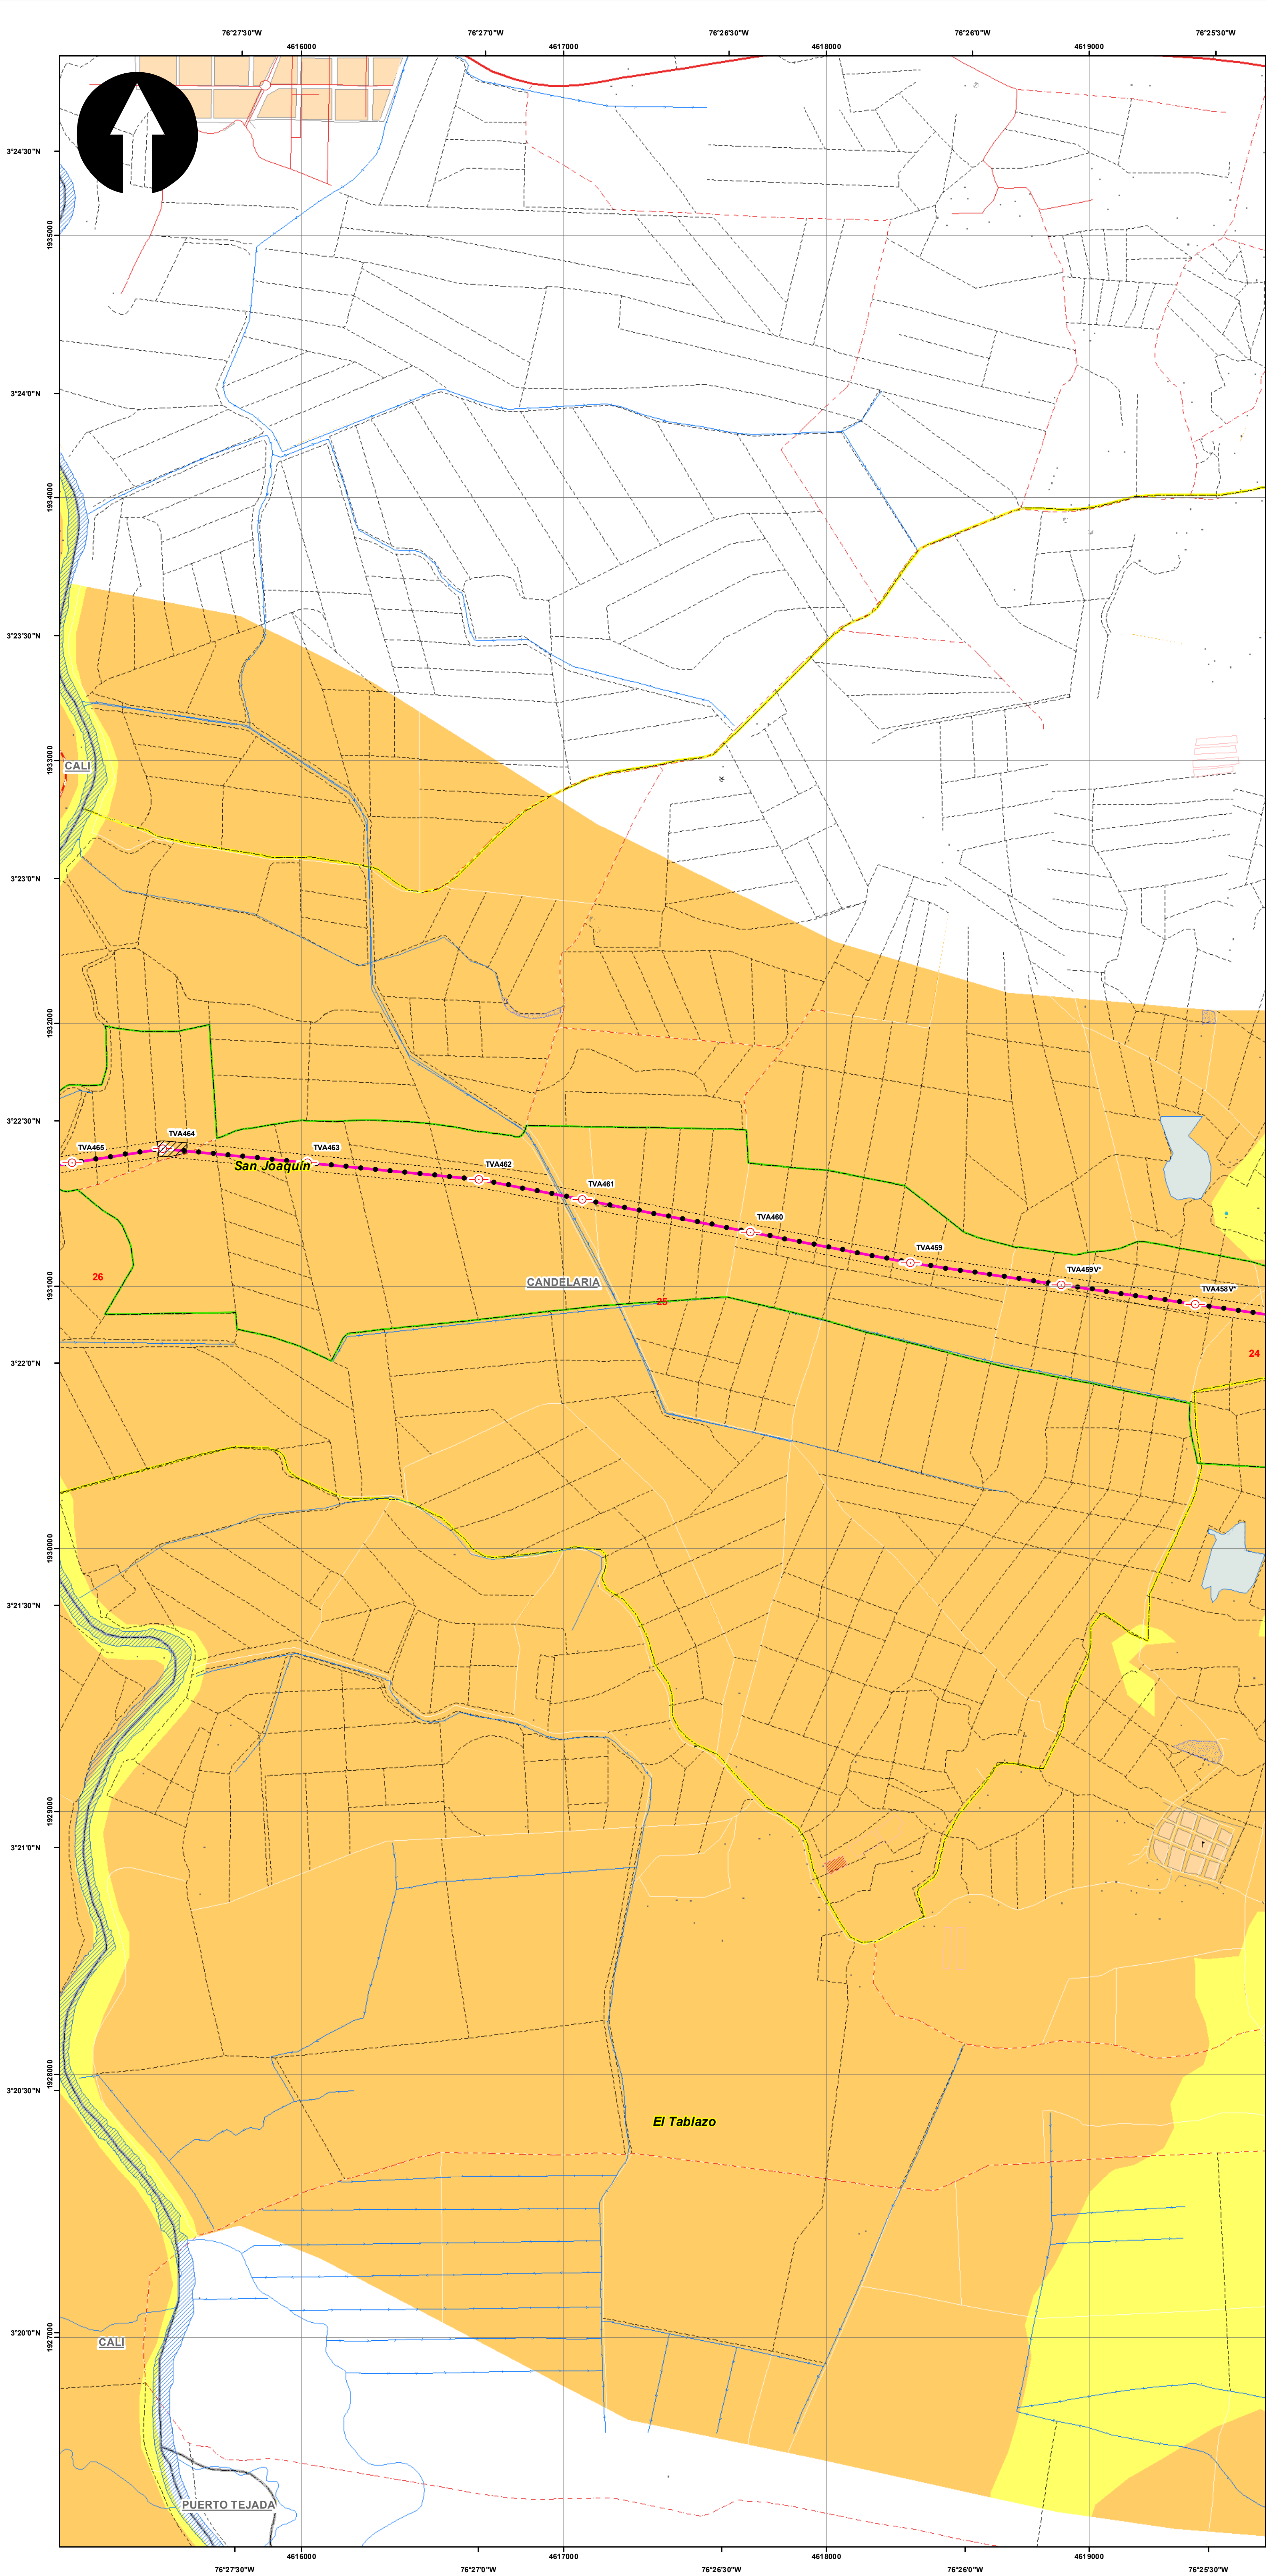 76°27'30"W 76°27'0"W 76°26'30"W 76°26'0"W 76°25'30"W
4616000 4617000 4618000 4619000
3°24'30"N
1935000
3°24'0"N
1934000
3°23'30"N
1933000
CALI
3°23'0"N
1932000
3°22'30"N
TVA465 TVA464 TVA463 TVA462 TVA461 TVA460 TVA459 TVA459V* TVA458V*
San Joaquín
26
1931000
CANDELARIA
25
24
3°22'0"N
1930000
3°21'30"N
1929000
3°21'0"N
1928000
3°20'30"N
El Tablazo
3°20'0"N
1927000
CALI
PUERTO TEJADA
4616000 4617000 4618000 4619000
76°27'30"W 76°27'0"W 76°26'30"W 76°26'0"W 76°25'30"W